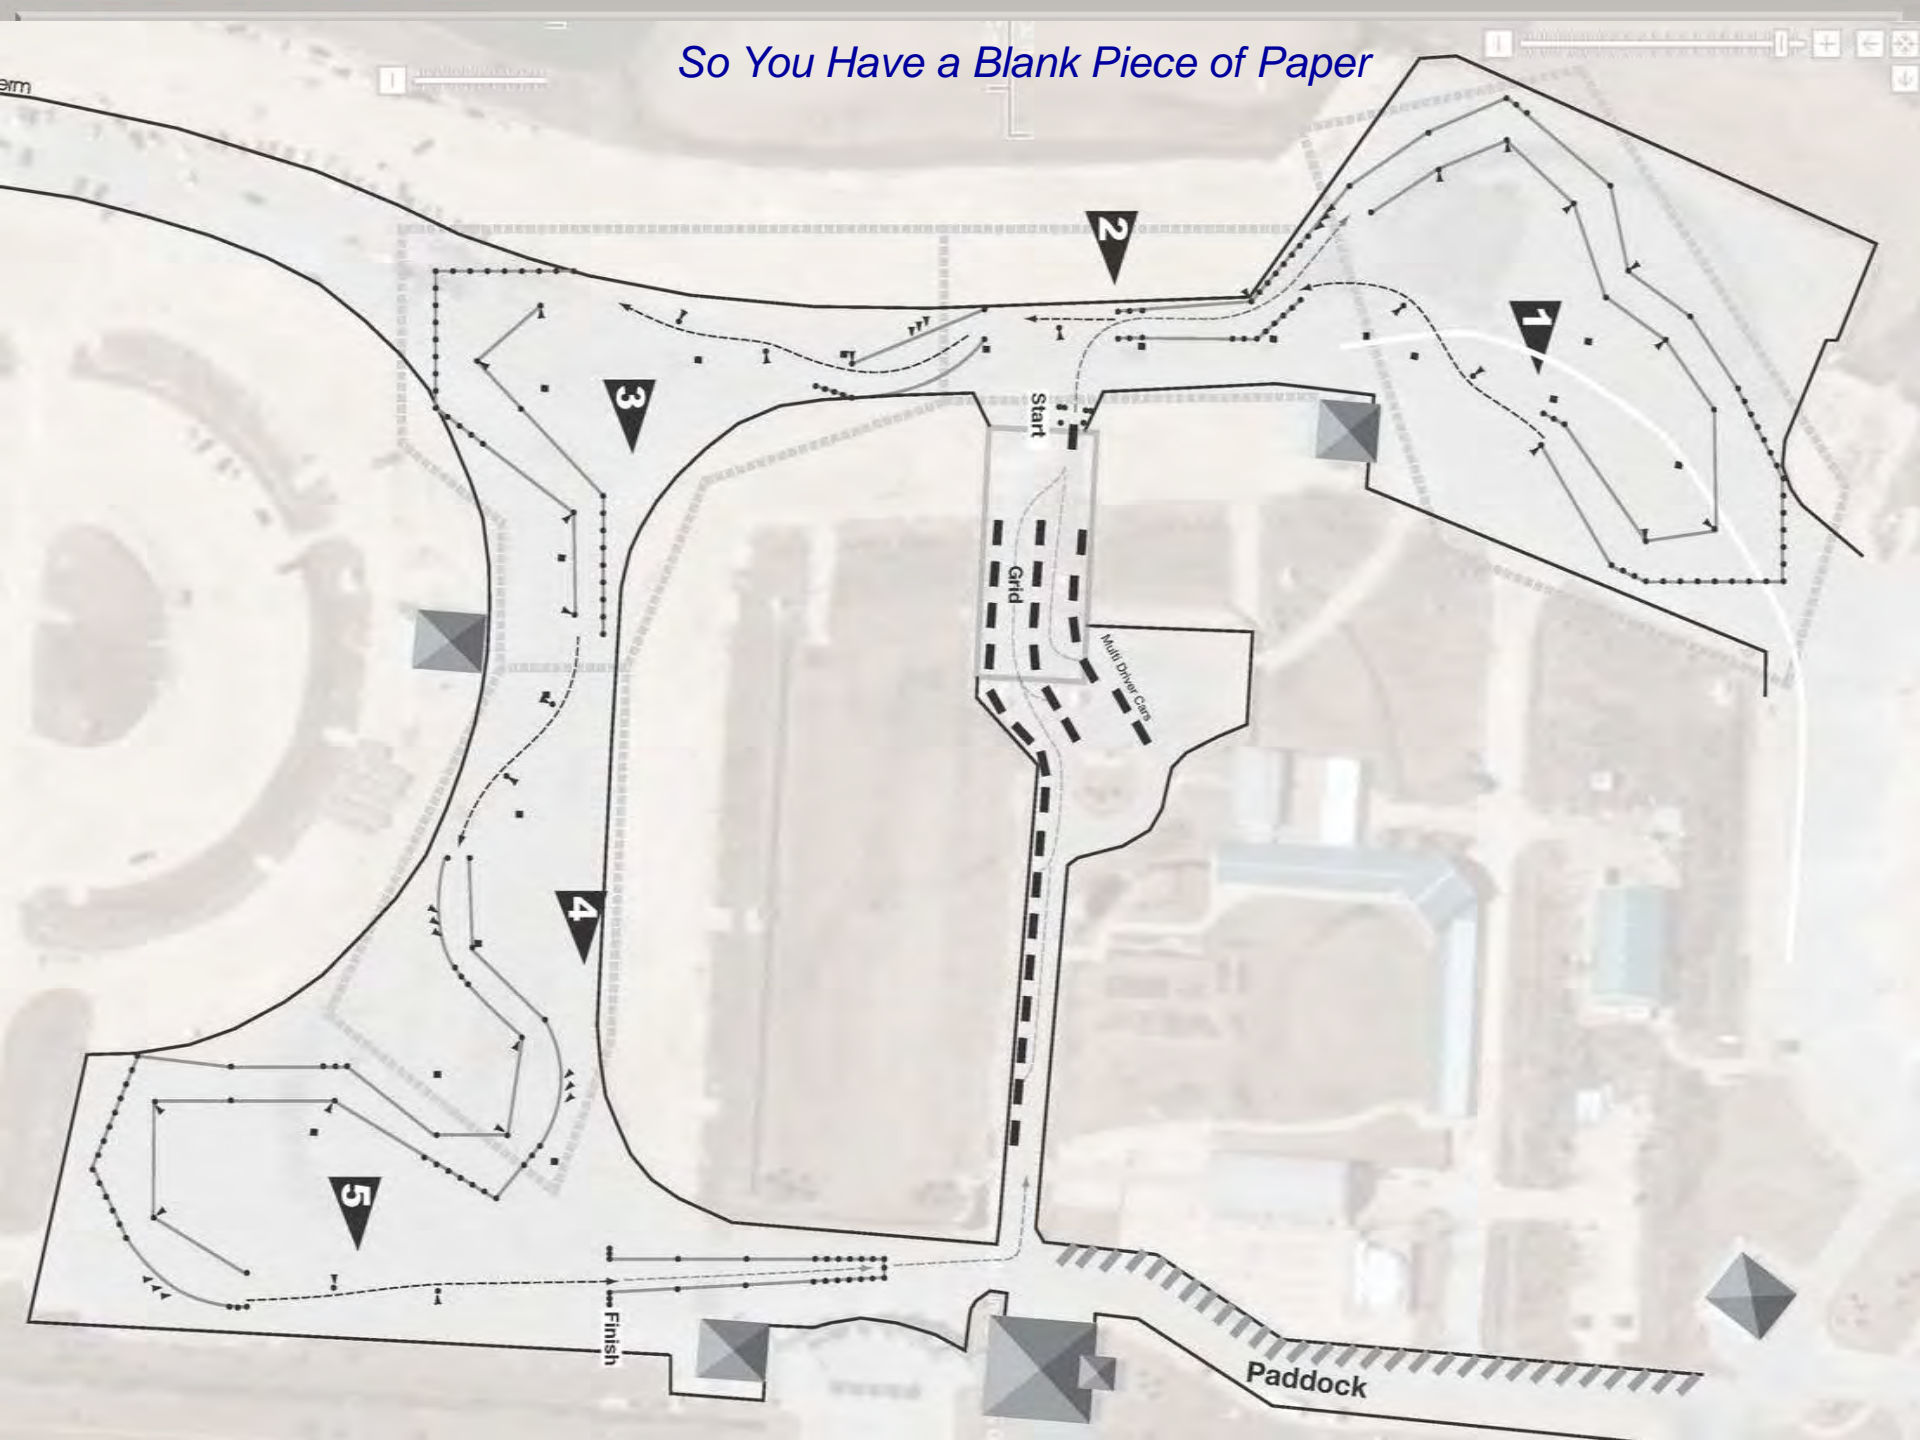 So You Have a Blank Piece of Paper
2
1
3
Start
Grid
Multi Driver Cars
4
5
Finish
Paddock